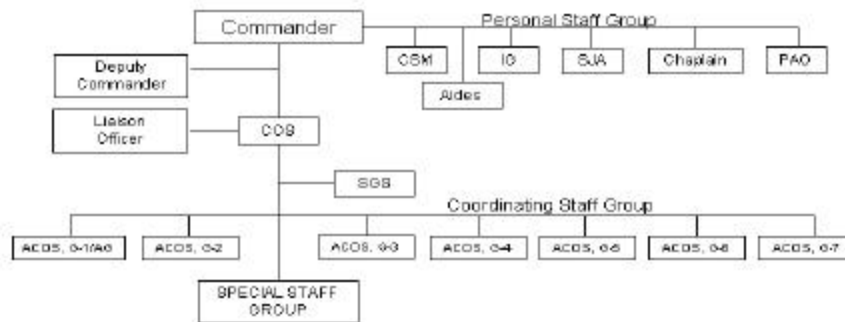 Commander
Personal Staff Group
CSM
IG
SJA
Chaplain
PAO
Aides
Deputy
Commander
Liaison
Officer
COS
SGS
Coordinating Staff Group
ACOS, G-1/AG
ACOS, G-2
ACOS, G-3
ACOS, G-4
ACOS, G-5
ACOS, G-6
ACOS, G-7
SPECIAL STAFF
GROUP